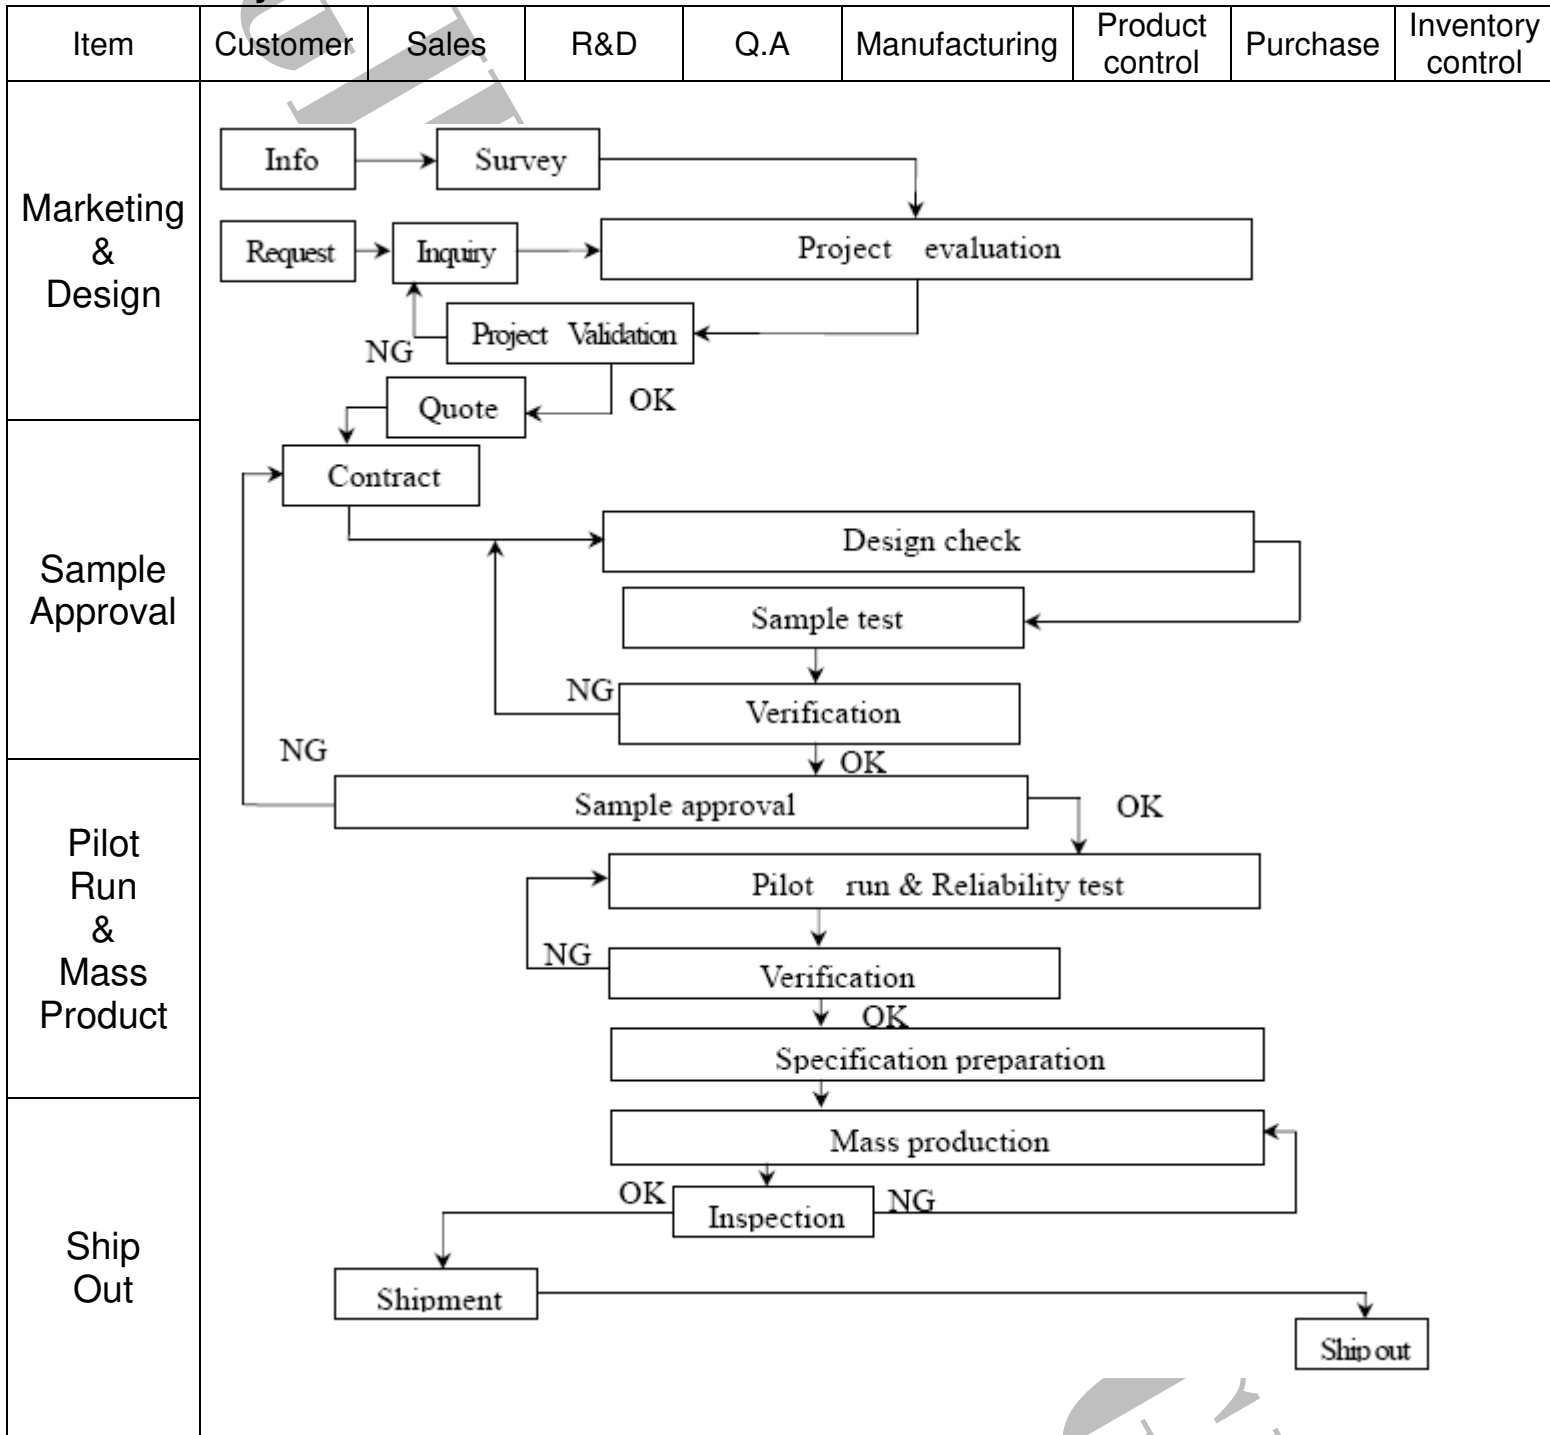 Item Customer Sales R&D Q.A Manufacturing Product control Purchase Inventory control
Marketing
&
Design
Info Survey
Request Inquiry Project evaluation
Project Validation
NG
Quote OK
Sample
Approval
Contract
Design check
Sample test
NG
Verification
NG
OK
Pilot
Run
&
Mass
Product
Sample approval OK
Pilot run & Reliability test
NG
Verification
OK
Specification preparation
Ship
Out
Mass production
OK Inspection NG
Shipment
Ship out